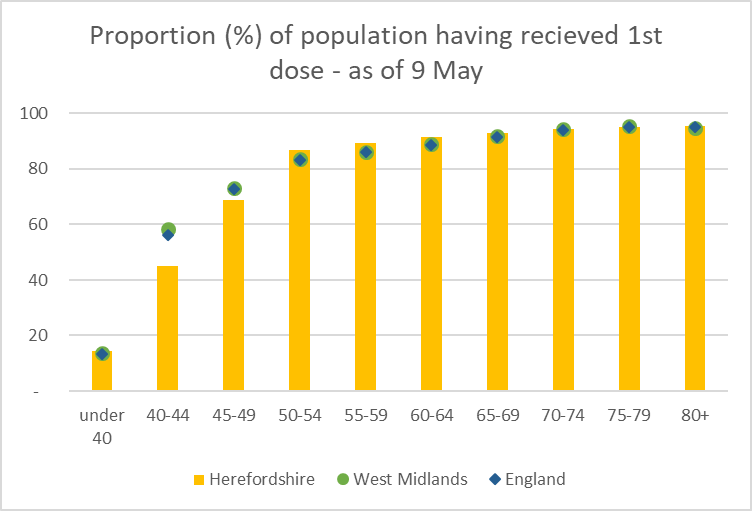 Proportion (%) of population having recieved 1st
dose - as of 9 May
100
80
60
40
20
-
under 40 40-44 45-49 50-54 55-59 60-64 65-69 70-74 75-79 80+
Herefordshire West Midlands England